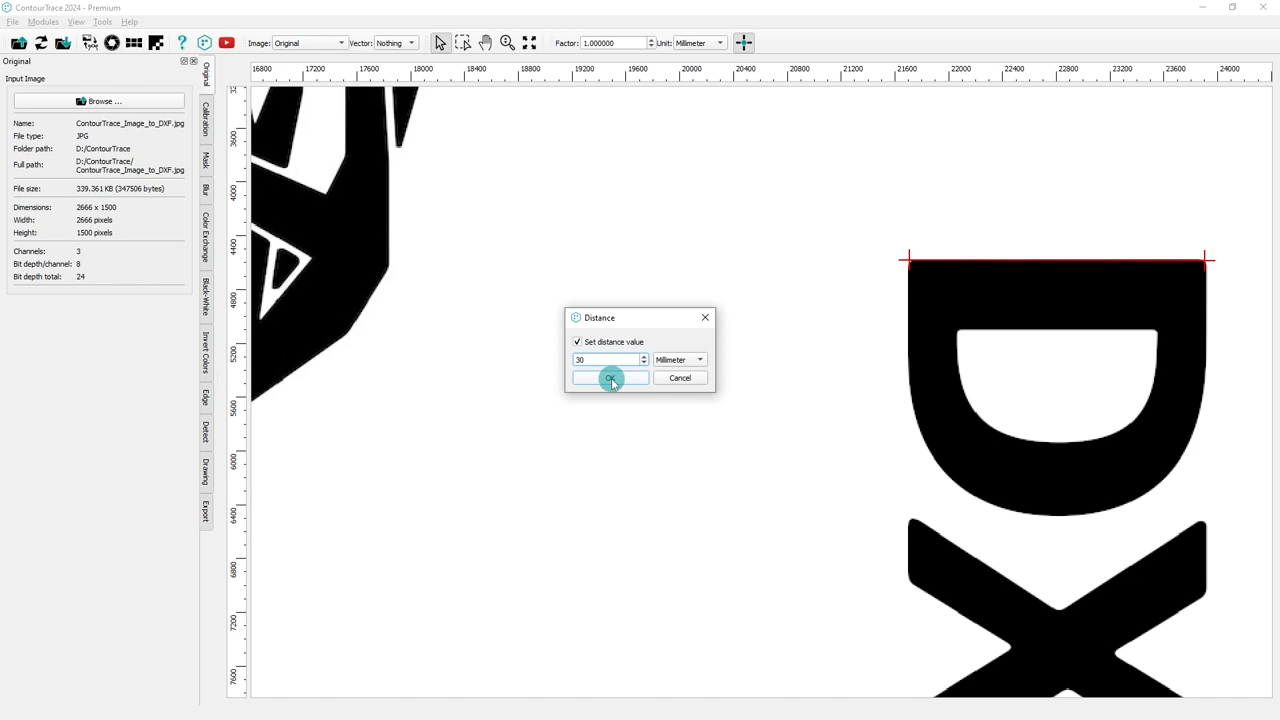 ContourTrace 2024 - Premium
File Modules View Tools Help
Image: Original Vector: Nothing Factor: 1.000000 Unit: Millimeter
Original
Input Image
Browse ...
Name: ContourTrace_Image_to_DXF.jpg
File type: JPG
Folder path: D:/ContourTrace
Full path: D:/ContourTrace/
ContourTrace_Image_to_DXF.jpg
File size: 339.361 KB (347506 bytes)
Dimensions: 2666 x 1500
Width: 2666 pixels
Height: 1500 pixels
Channels: 3
Bit depth/channel: 8
Bit depth total: 24
Original
Calibration
Mask
Blur
Color Exchange
Black-White
Invert Colors
Edge
Detect
Drawing
Export
16800 17200 17600 18000 18400 18800 19200 19600 20000 20400 20800 21200 21600 22000 22400 22800 23200 23600 24000
3600
4000
4400
4800
5200
5600
6000
6400
6800
7200
7600
Distance
Set distance value
30 Millimeter
OK Cancel
DX